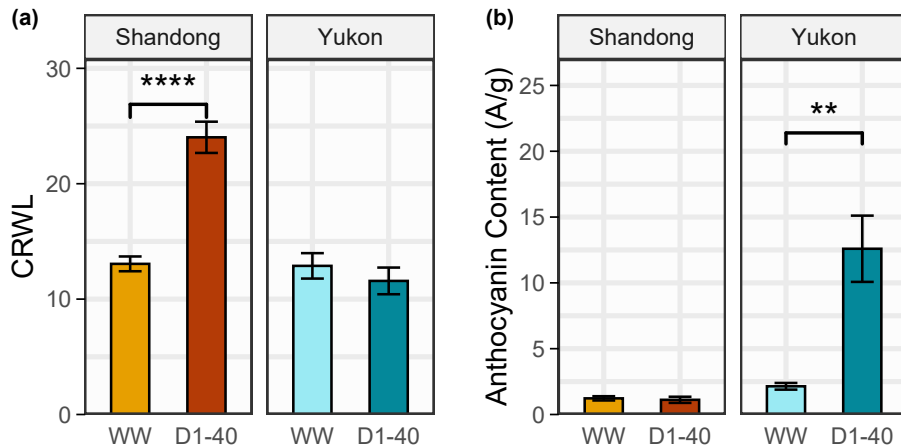 (a)
Shandong
Yukon
CRWL
30
20
10
0
****
WW
D1-40
WW
D1-40
(b)
Shandong
Yukon
Anthocyanin Content (A/g)
25
20
15
10
5
0
**
WW
D1-40
WW
D1-40